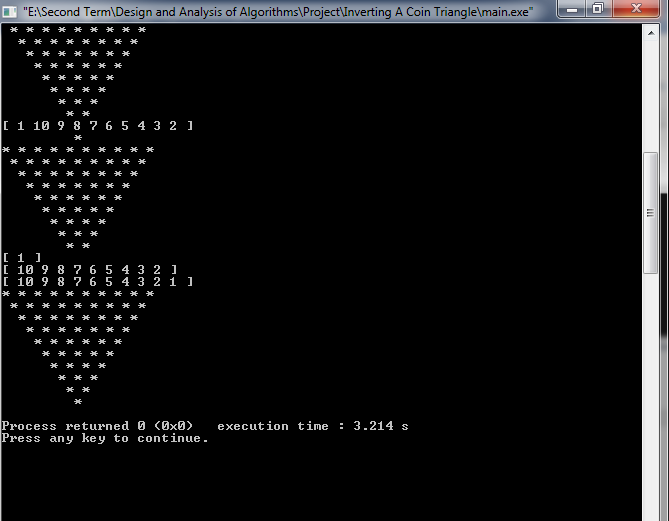 "E:\Second Term\Design and Analysis of Algorithms\Project\Inverting A Coin Triangle\main.exe"
* * * * * * * * *
* * * * * * * *
* * * * * * *
* * * * * *
* * * * *
* * * *
* * *
* *
[ 1 10 9 8 7 6 5 4 3 2 ]
*
* * * * * * * * * *
* * * * * * * * *
* * * * * * * *
* * * * * * *
* * * * * *
* * * * *
* * * *
* * *
* *
[ 1 ]
[ 10 9 8 7 6 5 4 3 2 ]
[ 10 9 8 7 6 5 4 3 2 1 ]
* * * * * * * * * *
* * * * * * * * *
* * * * * * * *
* * * * * * *
* * * * * *
* * * * *
* * * *
* * *
* *
*
Process returned 0 (0x0)   execution time : 3.214 s
Press any key to continue.